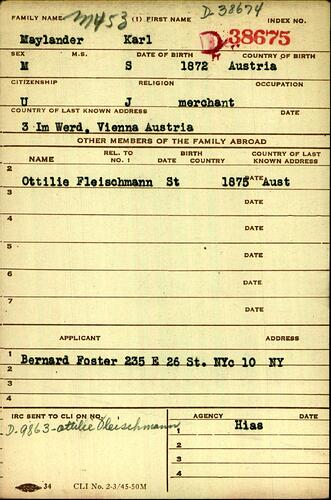 D-38674
FAMILY NAME M453 (1) FIRST NAME INDEX NO.
Maylander Karl D-38675
SEX M.S. DATE OF BIRTH COUNTRY OF BIRTH
M S 1872 Austria
CITIZENSHIP RELIGION OCCUPATION
U J merchant
COUNTRY OF LAST KNOWN ADDRESS DATE
3 Im Werd, Vienna Austria
OTHER MEMBERS OF THE FAMILY ABROAD
NAME REL. TO NO. 1 BIRTH DATE COUNTRY COUNTRY OF LAST KNOWN ADDRESS
2
Ottilie Fleischmann St 1875 Aust
DATE
3
DATE
4
DATE
5
DATE
6
DATE
7
DATE
APPLICANT ADDRESS
1 Bernard Foster 235 E 26 St. NYc 10 NY
2
3
4
IRC SENT TO CLI ON NO. AGENCY DATE
D-9863-Ottilie Fleischmann
1 Hias
2
3
4
34 CLI No. 2-3/45-50M